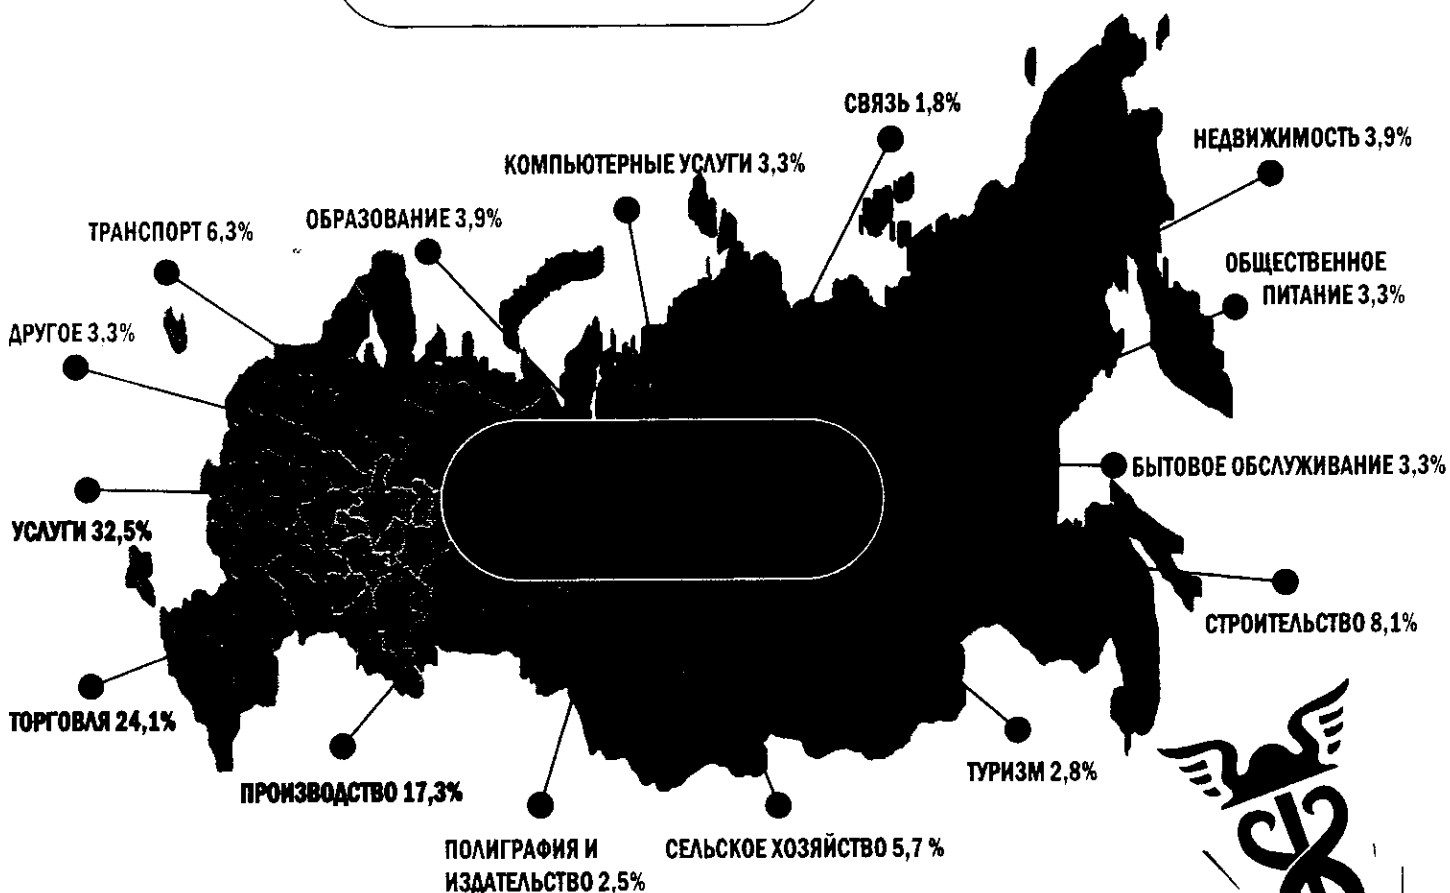 СВЯЗЬ 1,8%
НЕДВИЖИМОСТЬ 3,9%
КОМПЬЮТЕРНЫЕ УСЛУГИ 3,3%
ОБРАЗОВАНИЕ 3,9%
ТРАНСПОРТ 6,3%
ОБЩЕСТВЕННОЕ
ПИТАНИЕ 3,3%
ДРУГОЕ 3,3%
БЫТОВОЕ ОБСЛУЖИВАНИЕ 3,3%
УСЛУГИ 32,5%
СТРОИТЕЛЬСТВО 8,1%
ТОРГОВЛЯ 24,1%
ТУРИЗМ 2,8%
ПРОИЗВОДСТВО 17,3%
ПОЛИГРАФИЯ И
ИЗДАТЕЛЬСТВО 2,5%
СЕЛЬСКОЕ ХОЗЯЙСТВО 5,7 %